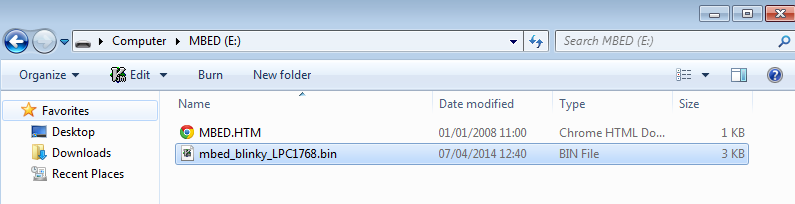 Computer MBED (E:) Search MBED (E:)
Organize Edit Burn New folder
Name Date modified Type Size
Favorites
Desktop
Downloads
Recent Places
MBED.HTM 01/01/2008 11:00 Chrome HTML Do... 1 KB
mbed_blinky_LPC1768.bin 07/04/2014 12:40 BIN File 3 KB